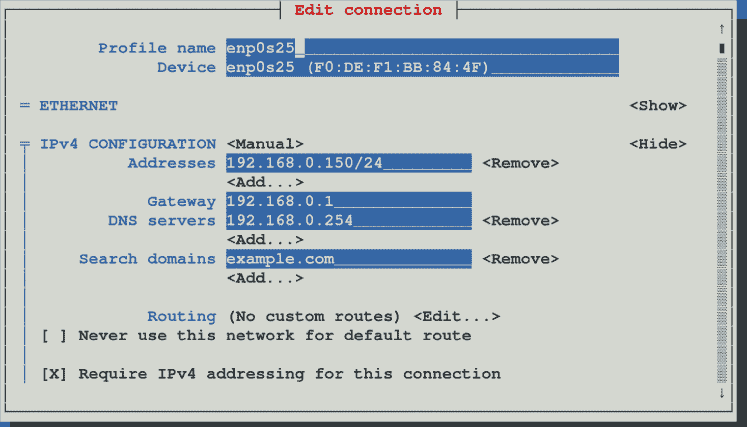 Edit connection
Profile name enp0s25
Device enp0s25 (F0:DE:F1:BB:84:4F)
= ETHERNET <Show>
╤ IPv4 CONFIGURATION <Manual> <Hide>
Addresses 192.168.0.150/24 <Remove>
<Add...>
Gateway 192.168.0.1
DNS servers 192.168.0.254 <Remove>
<Add...>
Search domains example.com <Remove>
<Add...>
Routing (No custom routes) <Edit...>
[ ] Never use this network for default route
[X] Require IPv4 addressing for this connection